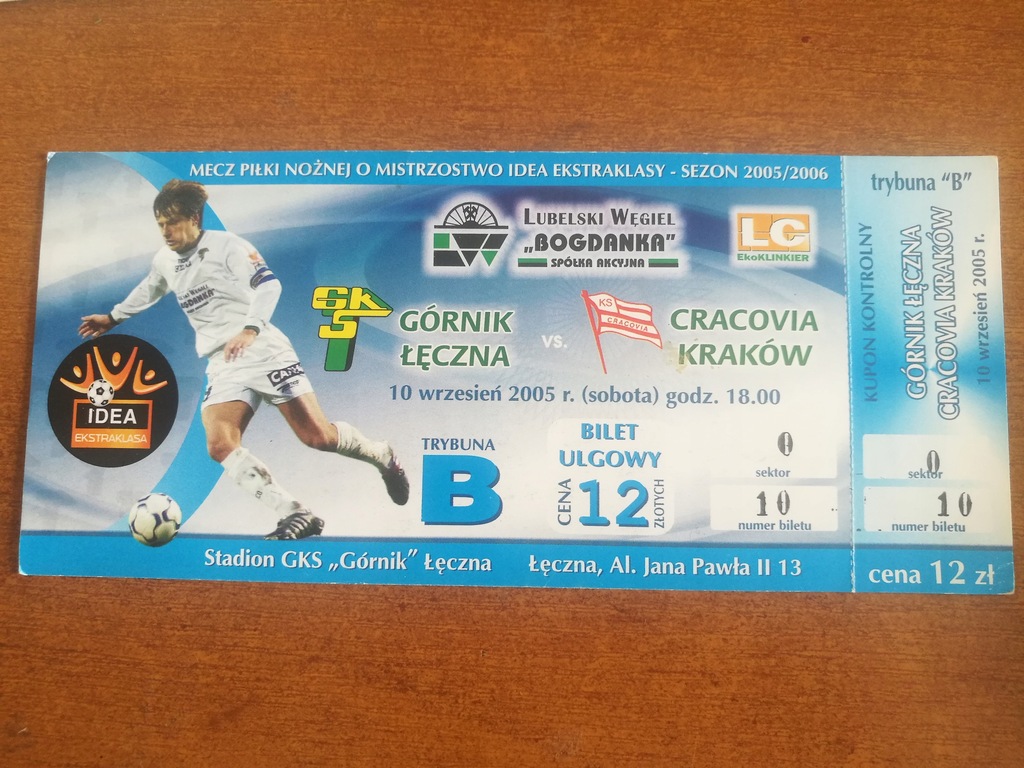 MECZ PIŁKI NOŻNEJ O MISTRZOSTWO IDEA EKSTRAKLASY - SEZON 2005/2006
LUBELSKI WĘGIEL
„BOGDANKA”
SPÓŁKA AKCYJNA
LC
EkoKLINKIER
GKS
GÓRNIK
ŁĘCZNA
vs.
KS
CRACOVIA
CRACOVIA
KRAKÓW
10 wrzesień 2005 r. (sobota) godz. 18.00
BOGDANKA"
IDEA
EKSTRAKLASA
TRYBUNA
B
BILET
ULGOWY
CENA
12
ZŁOTYCH
0
sektor
10
numer biletu
Stadion GKS „Górnik” Łęczna
Łęczna, Al. Jana Pawła II 13
trybuna "B"
KUPON KONTROLNY
GÓRNIK ŁĘCZNA
CRACOVIA KRAKÓW
10 wrzesień 2005 r.
0
sektor
10
numer biletu
cena 12 zł